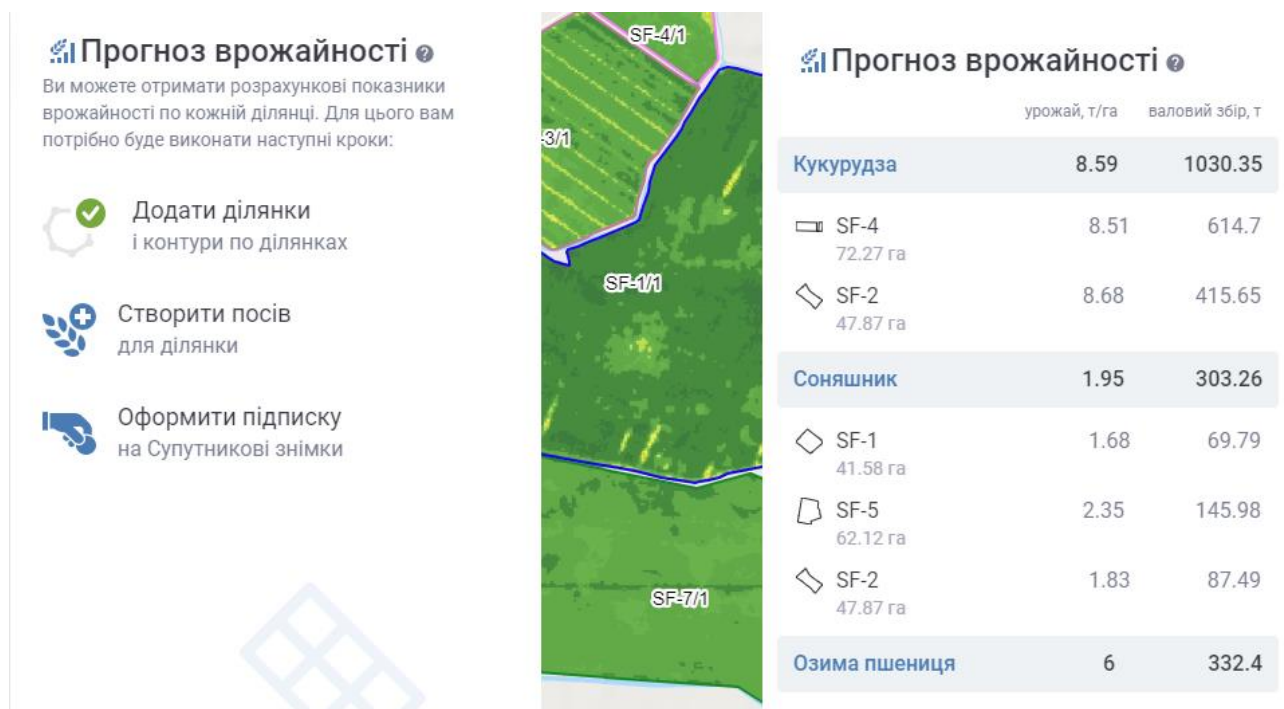 Прогноз врожайності
Ви можете отримати розрахункові показники
врожайності по кожній ділянці. Для цього вам
потрібно буде виконати наступні кроки:
Додати ділянки
і контури по ділянках
Створити посів
для ділянки
Оформити підписку
на Супутникові знімки
SF-4/1
-3/1
SF-1/1
SF-7/1
Прогноз врожайності
урожай, т/га валовий збір, т
Кукурудза 8.59 1030.35
SF-4 8.51 614.7
72.27 га
SF-2 8.68 415.65
47.87 га
Соняшник 1.95 303.26
SF-1 1.68 69.79
41.58 га
SF-5 2.35 145.98
62.12 га
SF-2 1.83 87.49
47.87 га
Озима пшениця 6 332.4